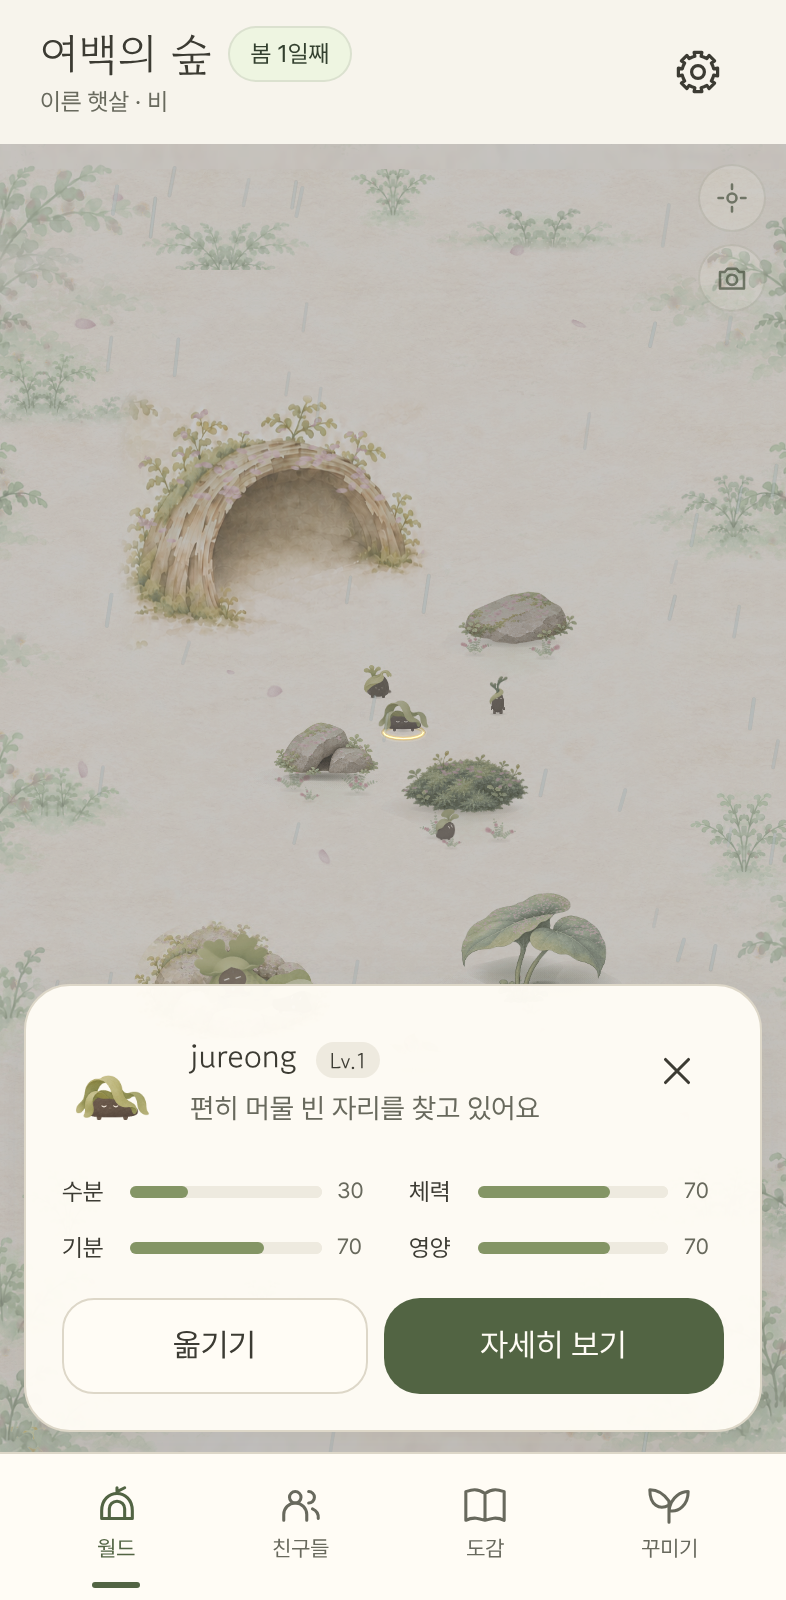 여백의 숲
봄 1일째
이른 햇살 · 비
jureong
Lv.1
편히 머물 빈 자리를 찾고 있어요
수분 30
체력 70
기분 70
영양 70
옮기기
자세히 보기
월드
친구들
도감
꾸미기